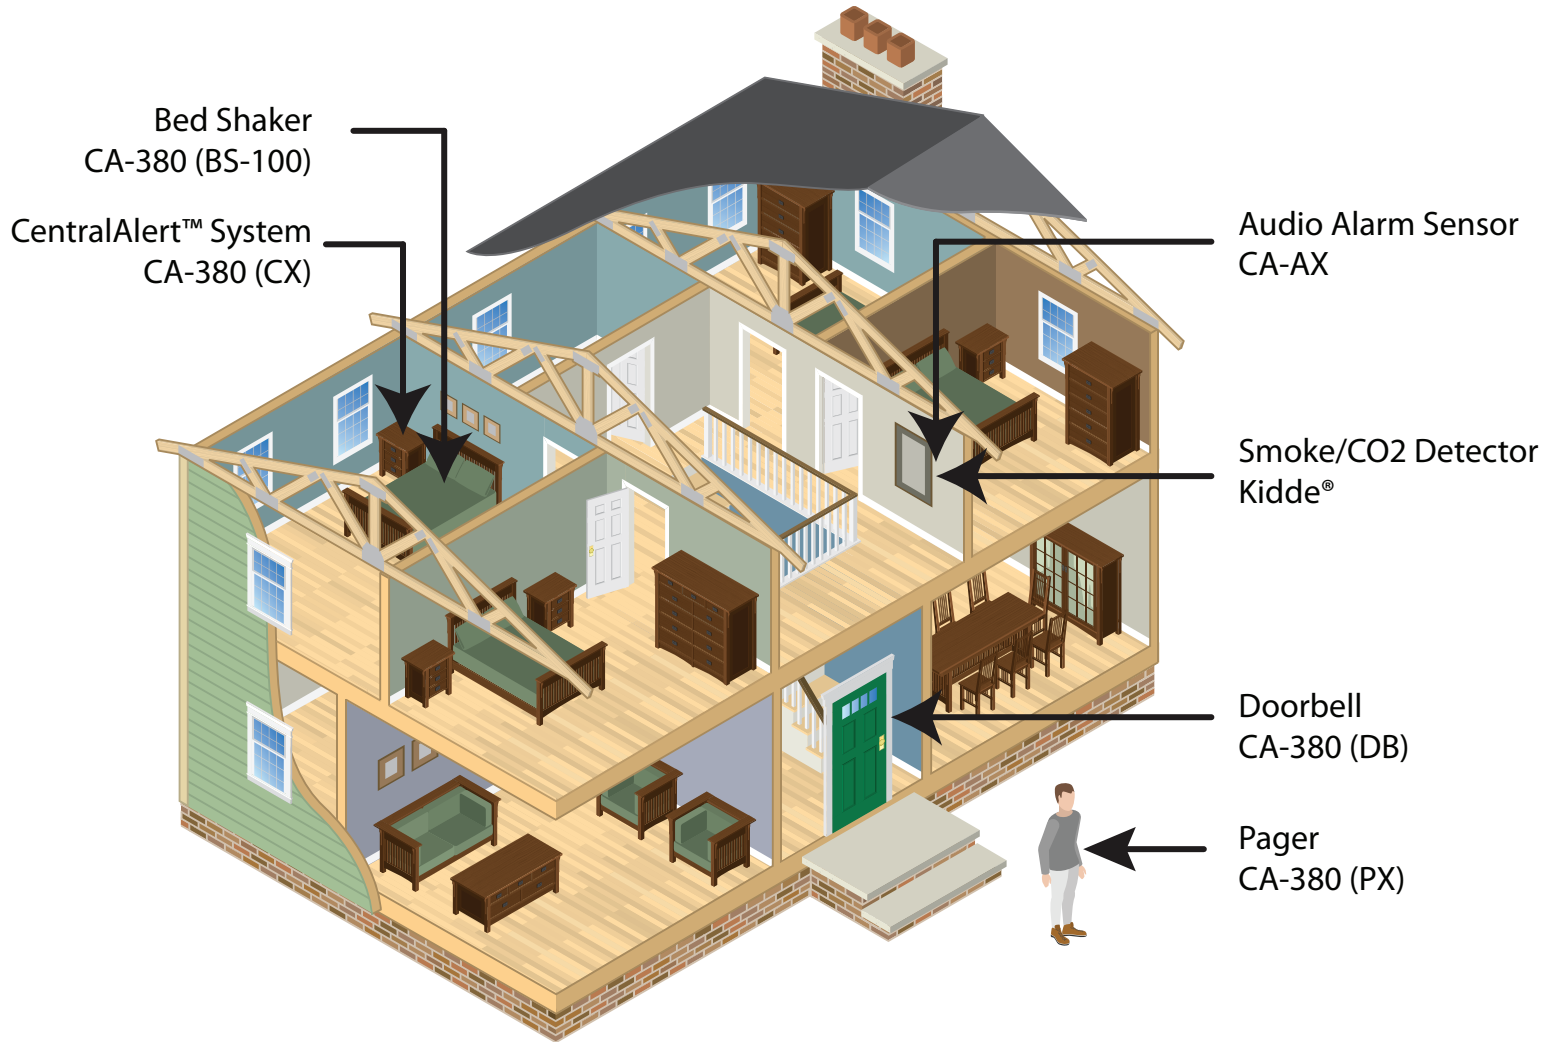 Bed Shaker
CA-380 (BS-100)
CentralAlert™ System
CA-380 (CX)
Audio Alarm Sensor
CA-AX
Smoke/CO2 Detector
Kidde®
Doorbell
CA-380 (DB)
Pager
CA-380 (PX)